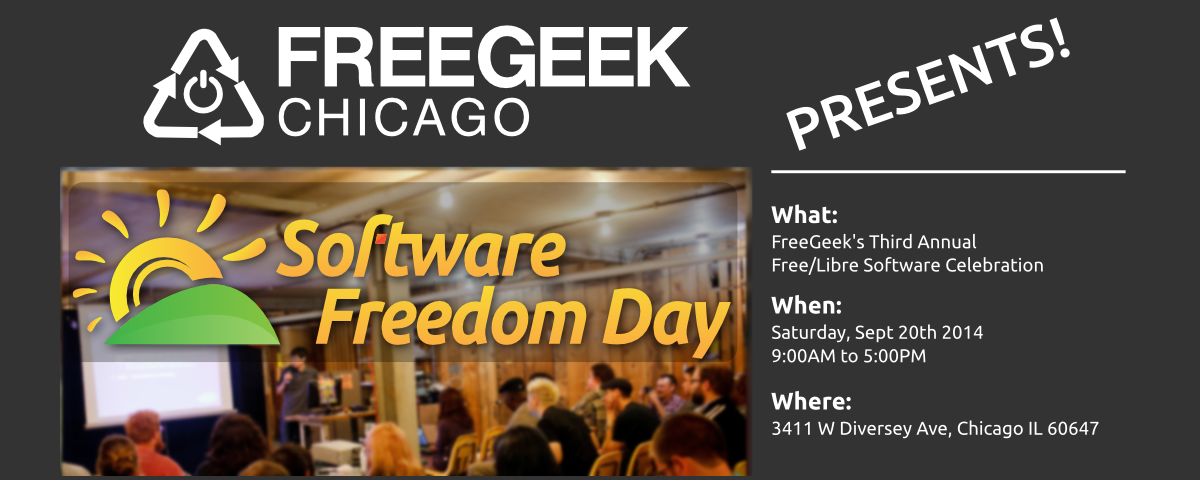 FREEGEEK
CHICAGO
PRESENTS!
Software
Freedom Day
What:
FreeGeek's Third Annual
Free/Libre Software Celebration
When:
Saturday, Sept 20th 2014
9:00AM to 5:00PM
Where:
3411 W Diversey Ave, Chicago IL 60647